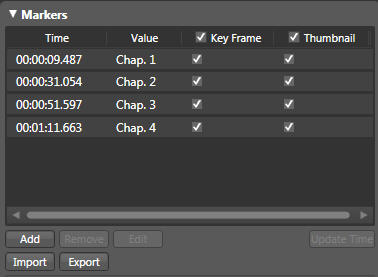 Markers
Time Value Key Frame Thumbnail
00:00:09.487 Chap. 1
00:00:31.054 Chap. 2
00:00:51.597 Chap. 3
00:01:11.663 Chap. 4
Add Remove Edit Update Time
Import Export